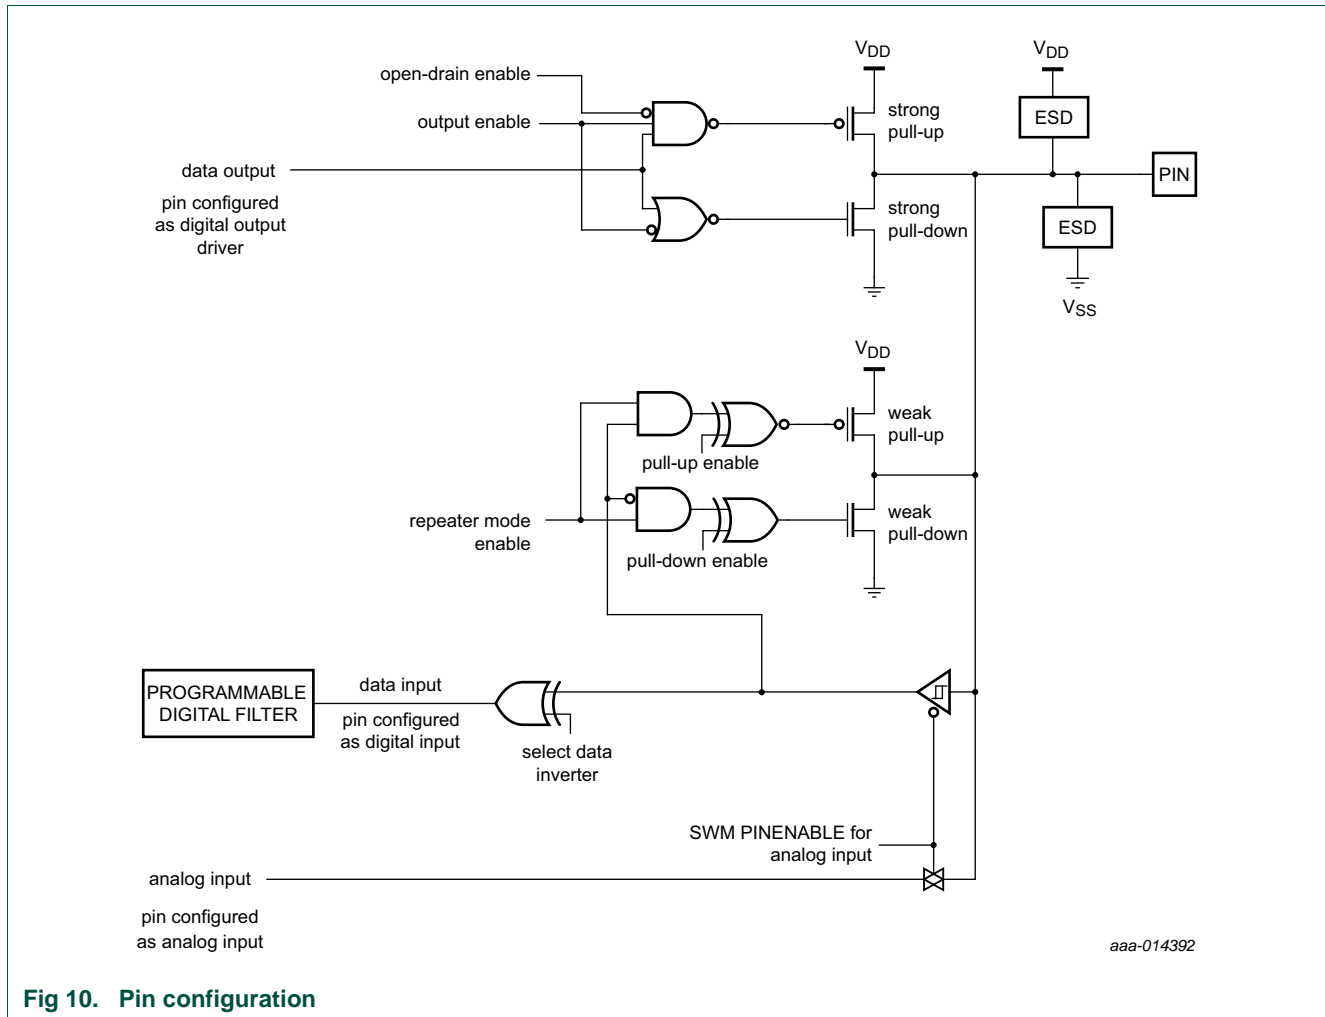 VDD
VDD
open-drain enable
strong
pull-up
ESD
output enable
data output
PIN
pin configured
as digital output
driver
strong
pull-down
ESD
VSS
VDD
weak
pull-up
pull-up enable
repeater mode
enable
weak
pull-down
pull-down enable
PROGRAMMABLE
DIGITAL FILTER
data input
pin configured
as digital input
select data
inverter
SWM PINENABLE for
analog input
analog input
pin configured
as analog input
aaa-014392
Fig 10. Pin configuration